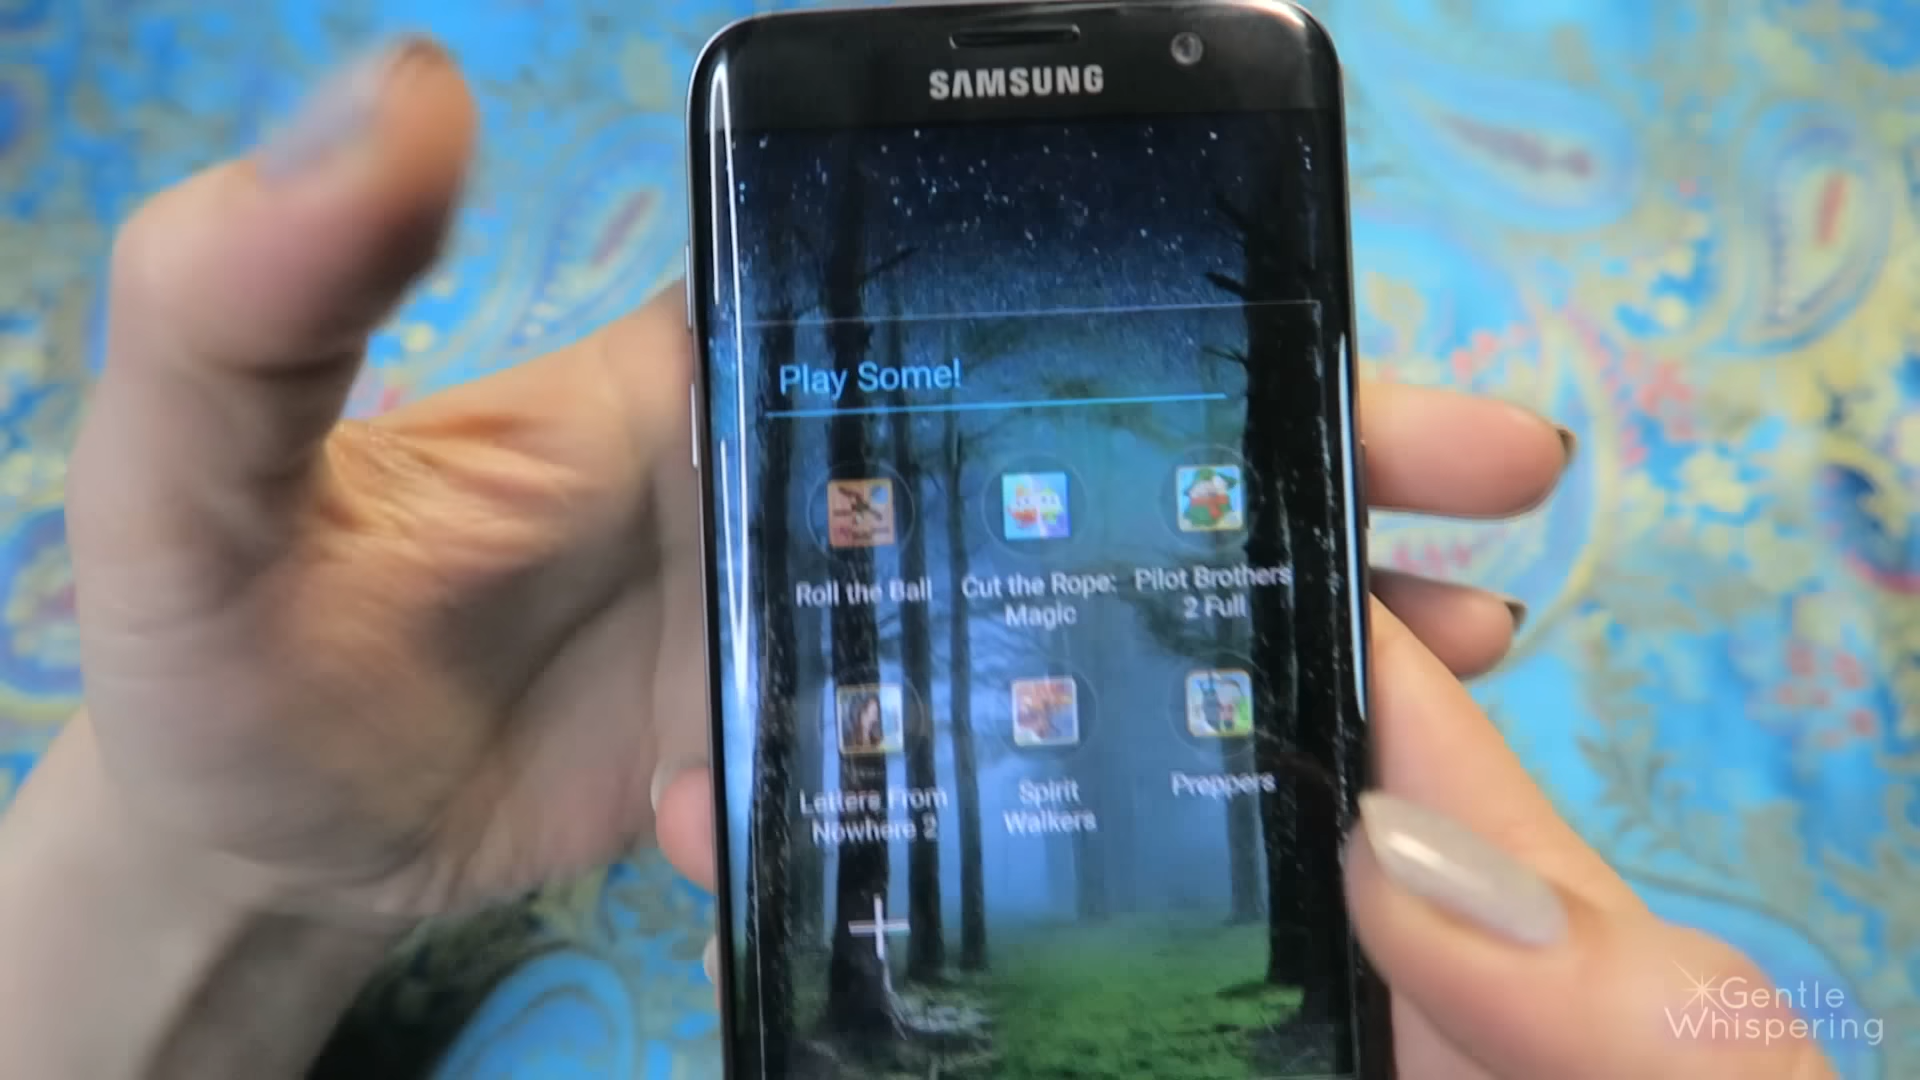 SAMSUNG
Play Some!
Roll the Ball
Cut the Rope:
Magic
Pilot Brothers
2 Full
Letters From
Nowhere 2
Spirit
Walkers
Preppers
Gentle
Whispering